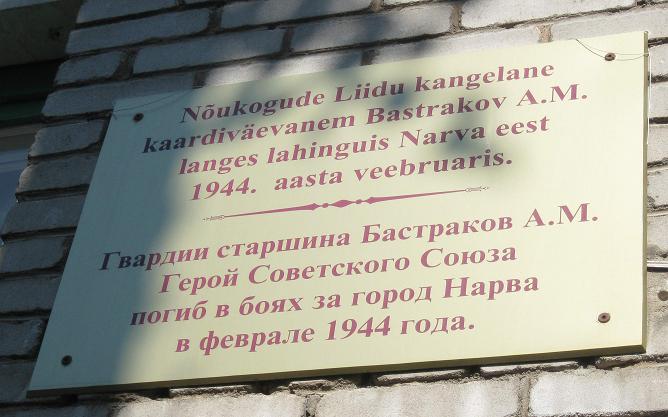 Nõukogude Liidu kangelane
kaardiväevanem Bastrakov A.M.
langes lahinguis Narva eest
1944. aasta veebruaris.
Гвардии старшина Бастраков А.М.
Герой Советского Союза
погиб в боях за город Нарва
в феврале 1944 года.